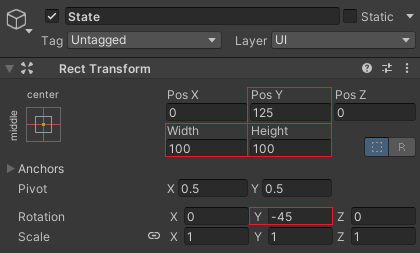 State
Static
Tag Untagged Layer UI
Rect Transform
center
middle
Pos X Pos Y Pos Z
0 125 0
Width Height
100 100
R
Anchors
Pivot X 0.5 Y 0.5
Rotation X 0 Y -45 Z 0
Scale X 1 Y 1 Z 1